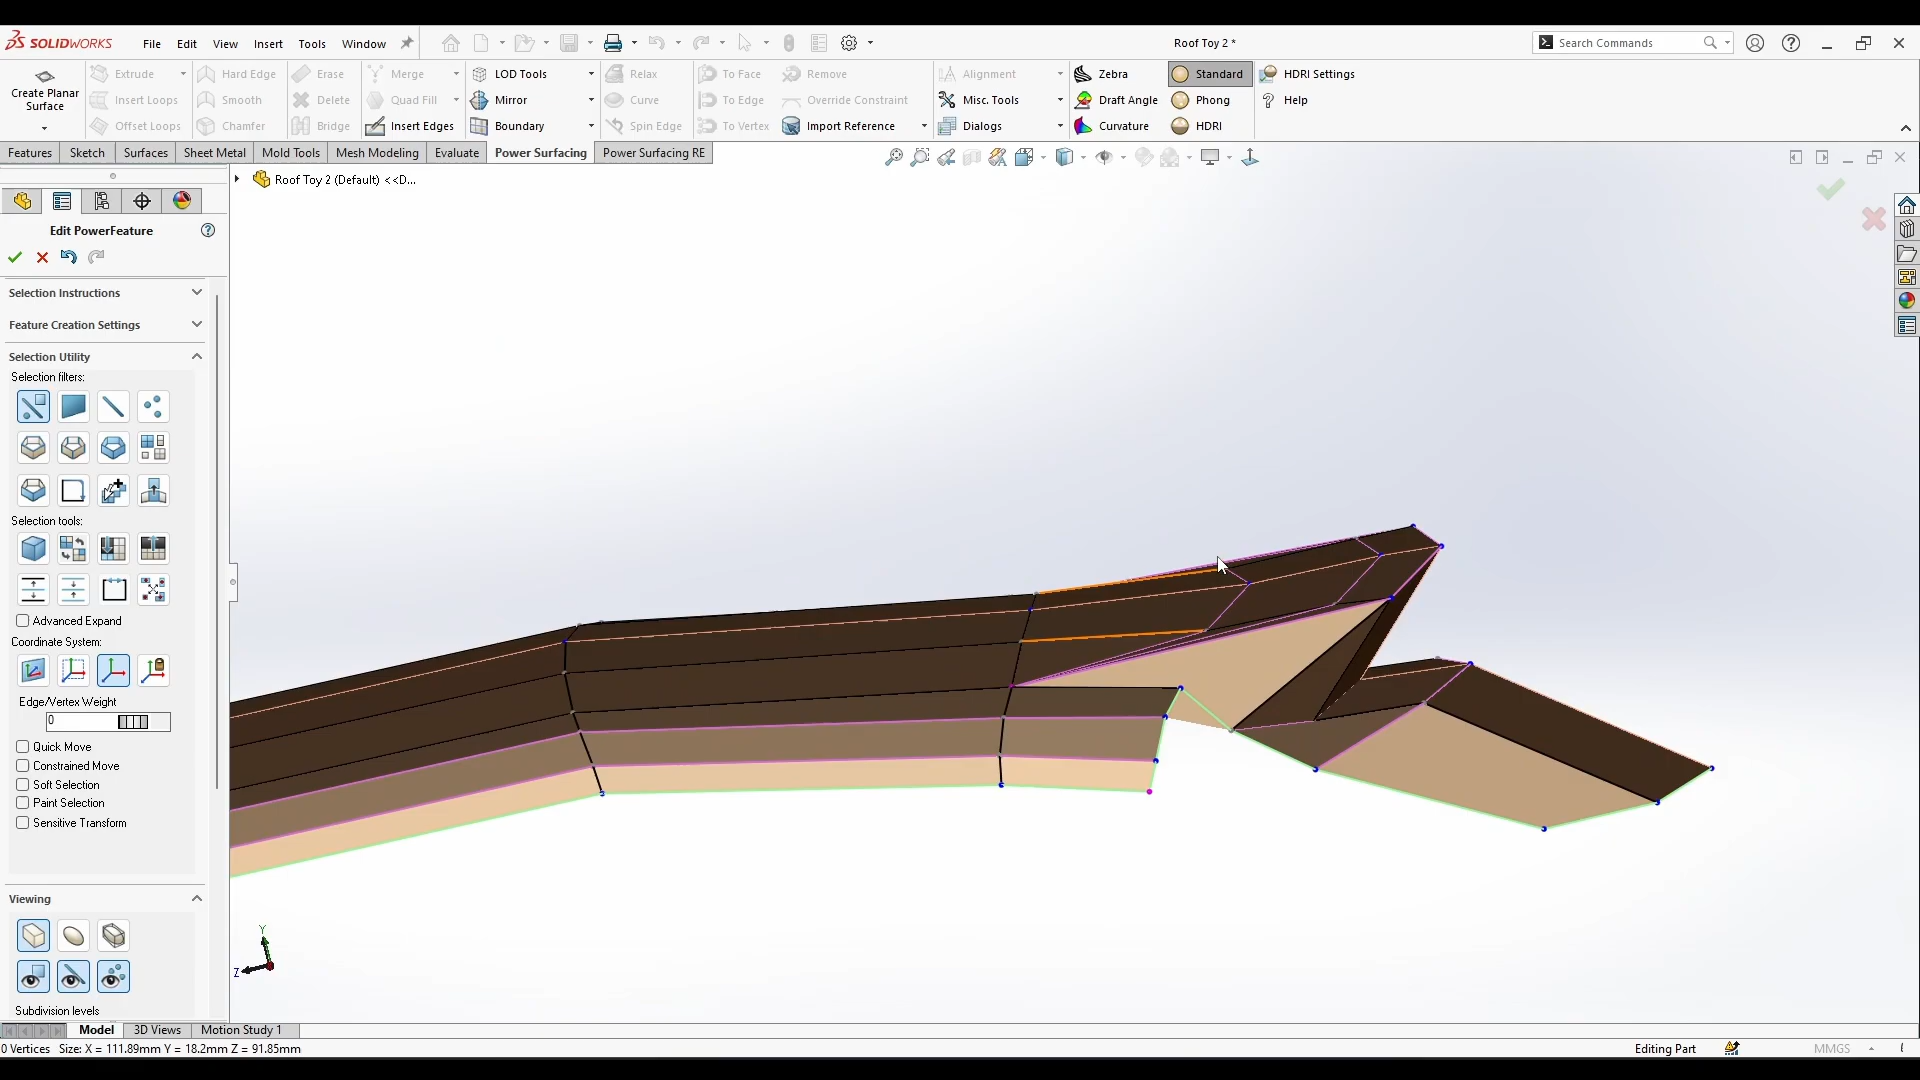 SOLIDWORKS
File Edit View Insert Tools Window
Roof Toy 2 *
Search Commands
Create Planar Surface
Extrude
Hard Edge
Erase
Merge
LOD Tools
Relax
To Face
Remove
Alignment
Zebra
Standard
HDRI Settings
Insert Loops
Smooth
Delete
Quad Fill
Mirror
Curve
To Edge
Override Constraint
Misc. Tools
Draft Angle
Phong
Help
Offset Loops
Chamfer
Bridge
Insert Edges
Boundary
Spin Edge
To Vertex
Import Reference
Dialogs
Curvature
HDRI
Features Sketch Surfaces Sheet Metal Mold Tools Mesh Modeling Evaluate Power Surfacing Power Surfacing RE
Roof Toy 2 (Default) <<D...
Edit PowerFeature
Selection Instructions
Feature Creation Settings
Selection Utility
Selection filters:
Selection tools:
Advanced Expand
Coordinate System:
Edge/Vertex Weight
0
Quick Move
Constrained Move
Soft Selection
Paint Selection
Sensitive Transform
Viewing
Subdivision levels
Y
Z
Model 3D Views Motion Study 1
0 Vertices Size: X = 111.89mm Y = 18.2mm Z = 91.85mm
Editing Part
MMGS